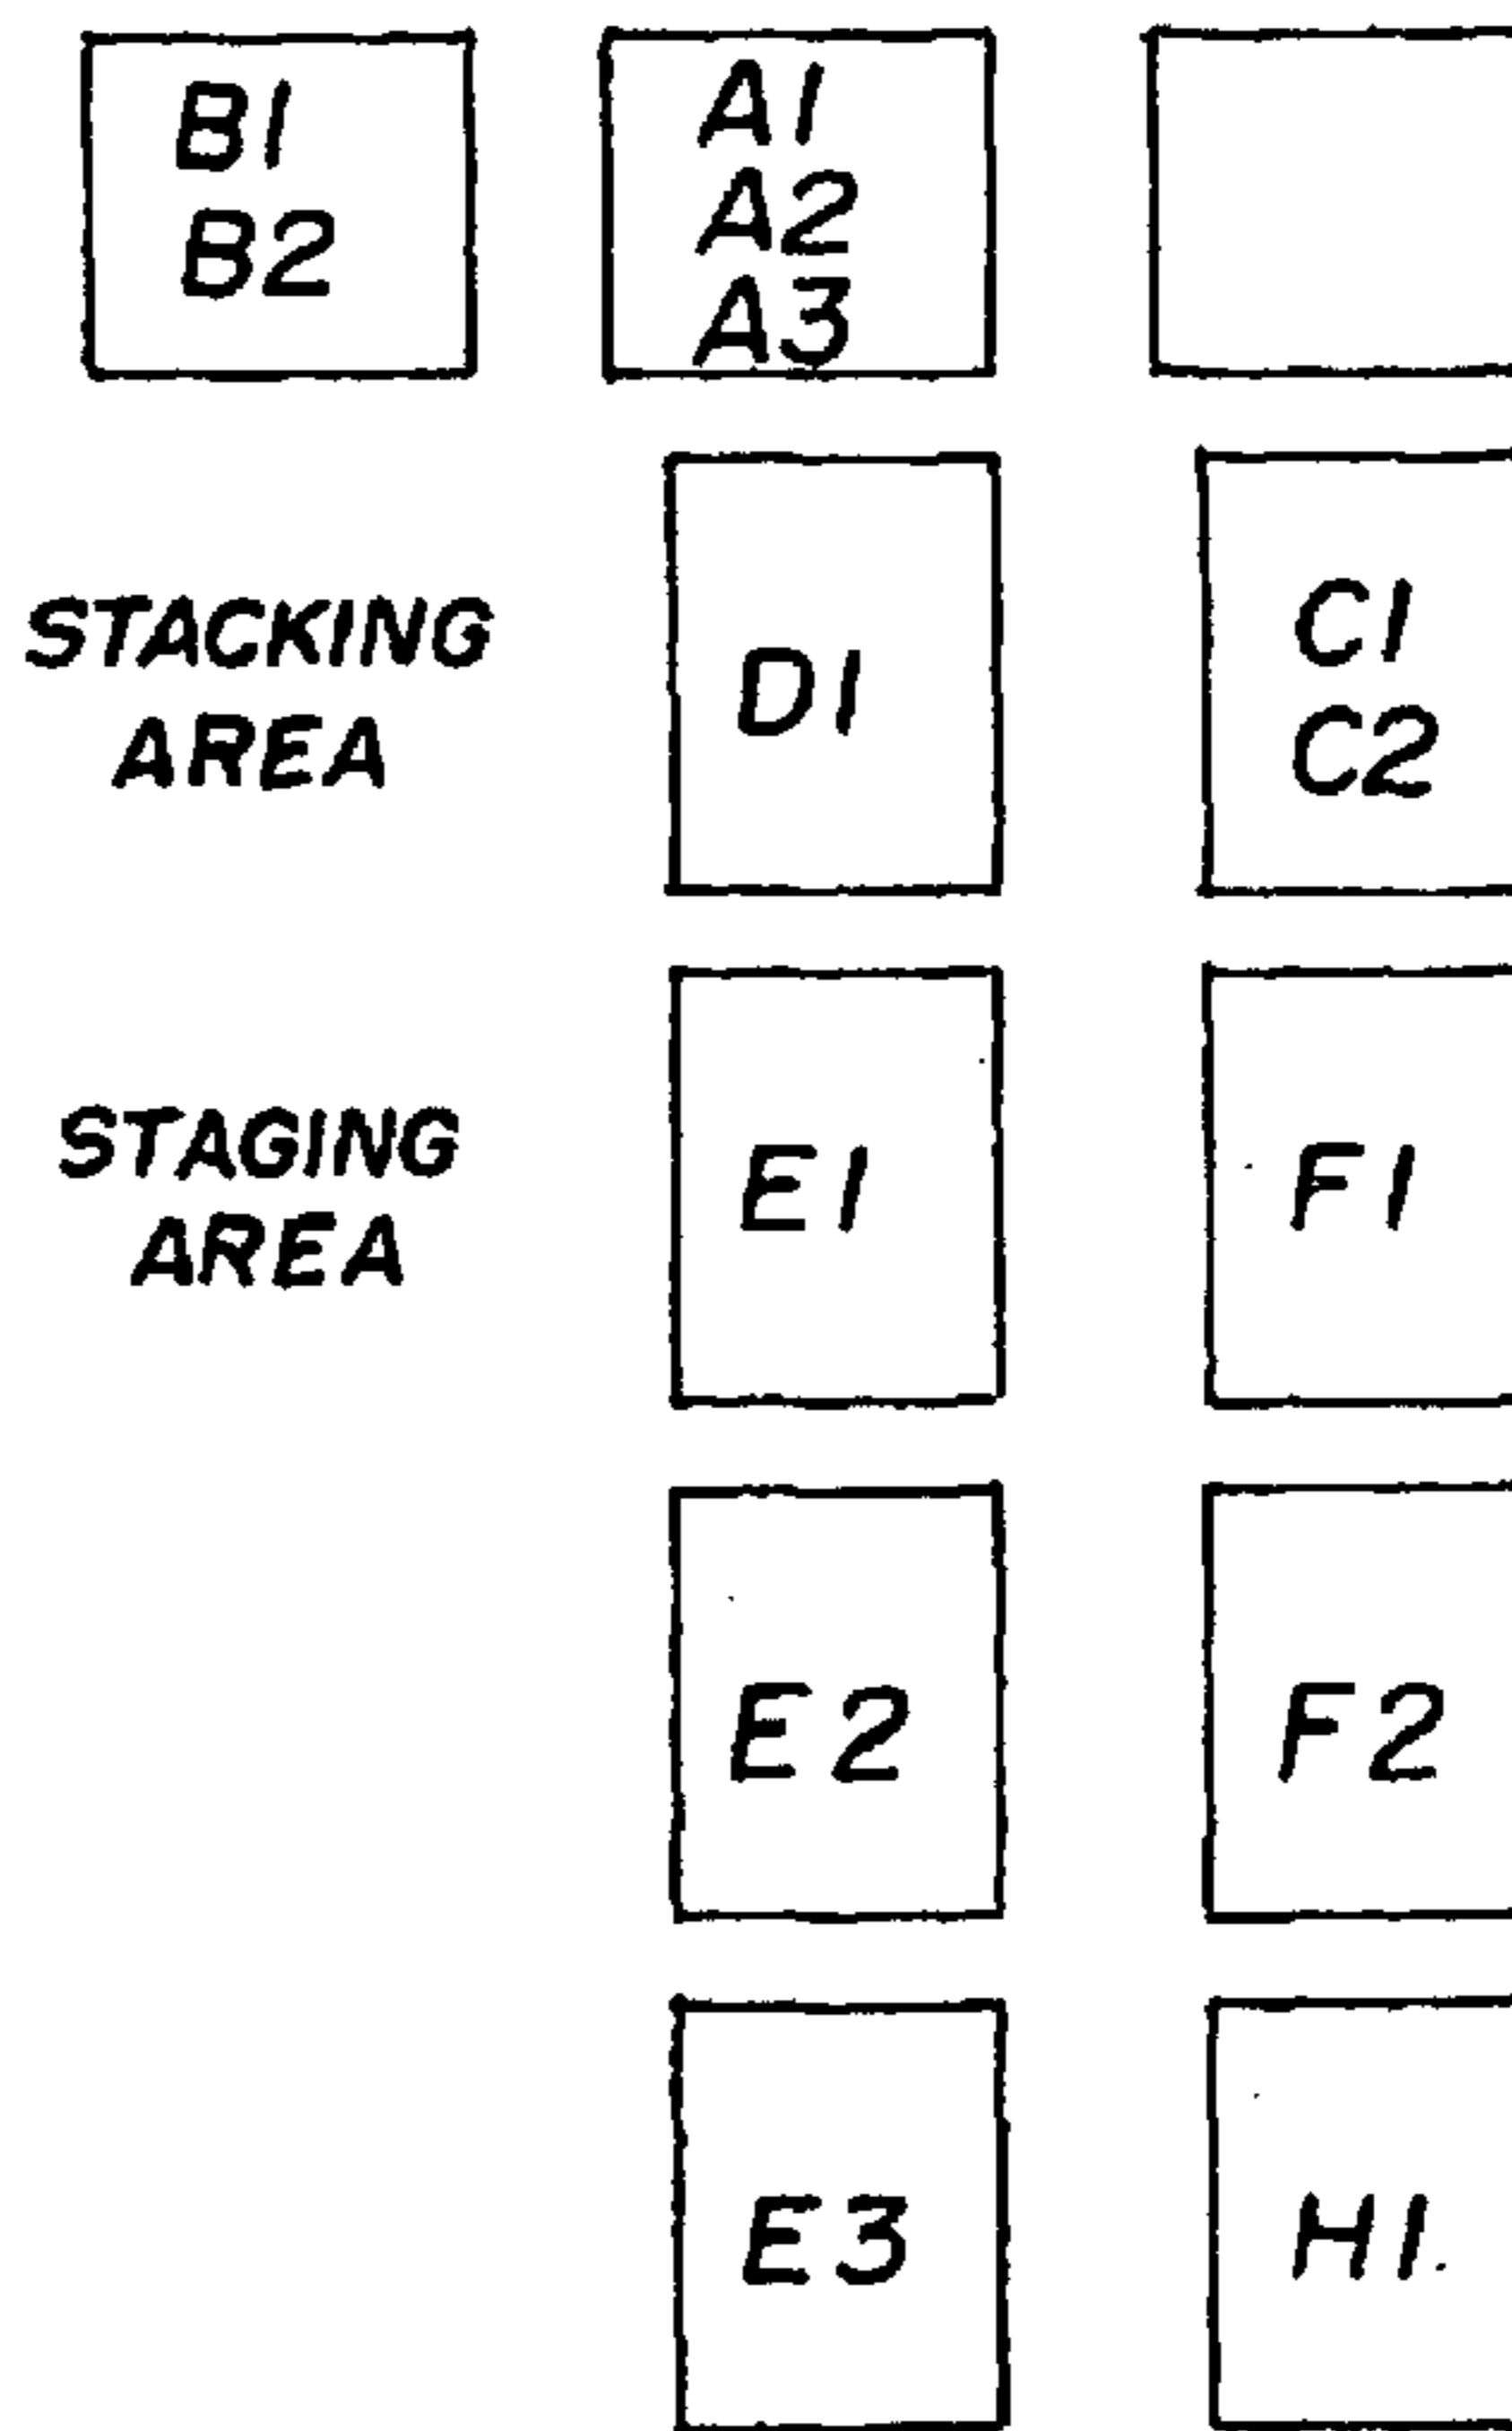 B1
B2
A1
A2
A3
STACKING
AREA
D1
C1
C2
STAGING
AREA
E1
F1
E2
F2
E3
H1.